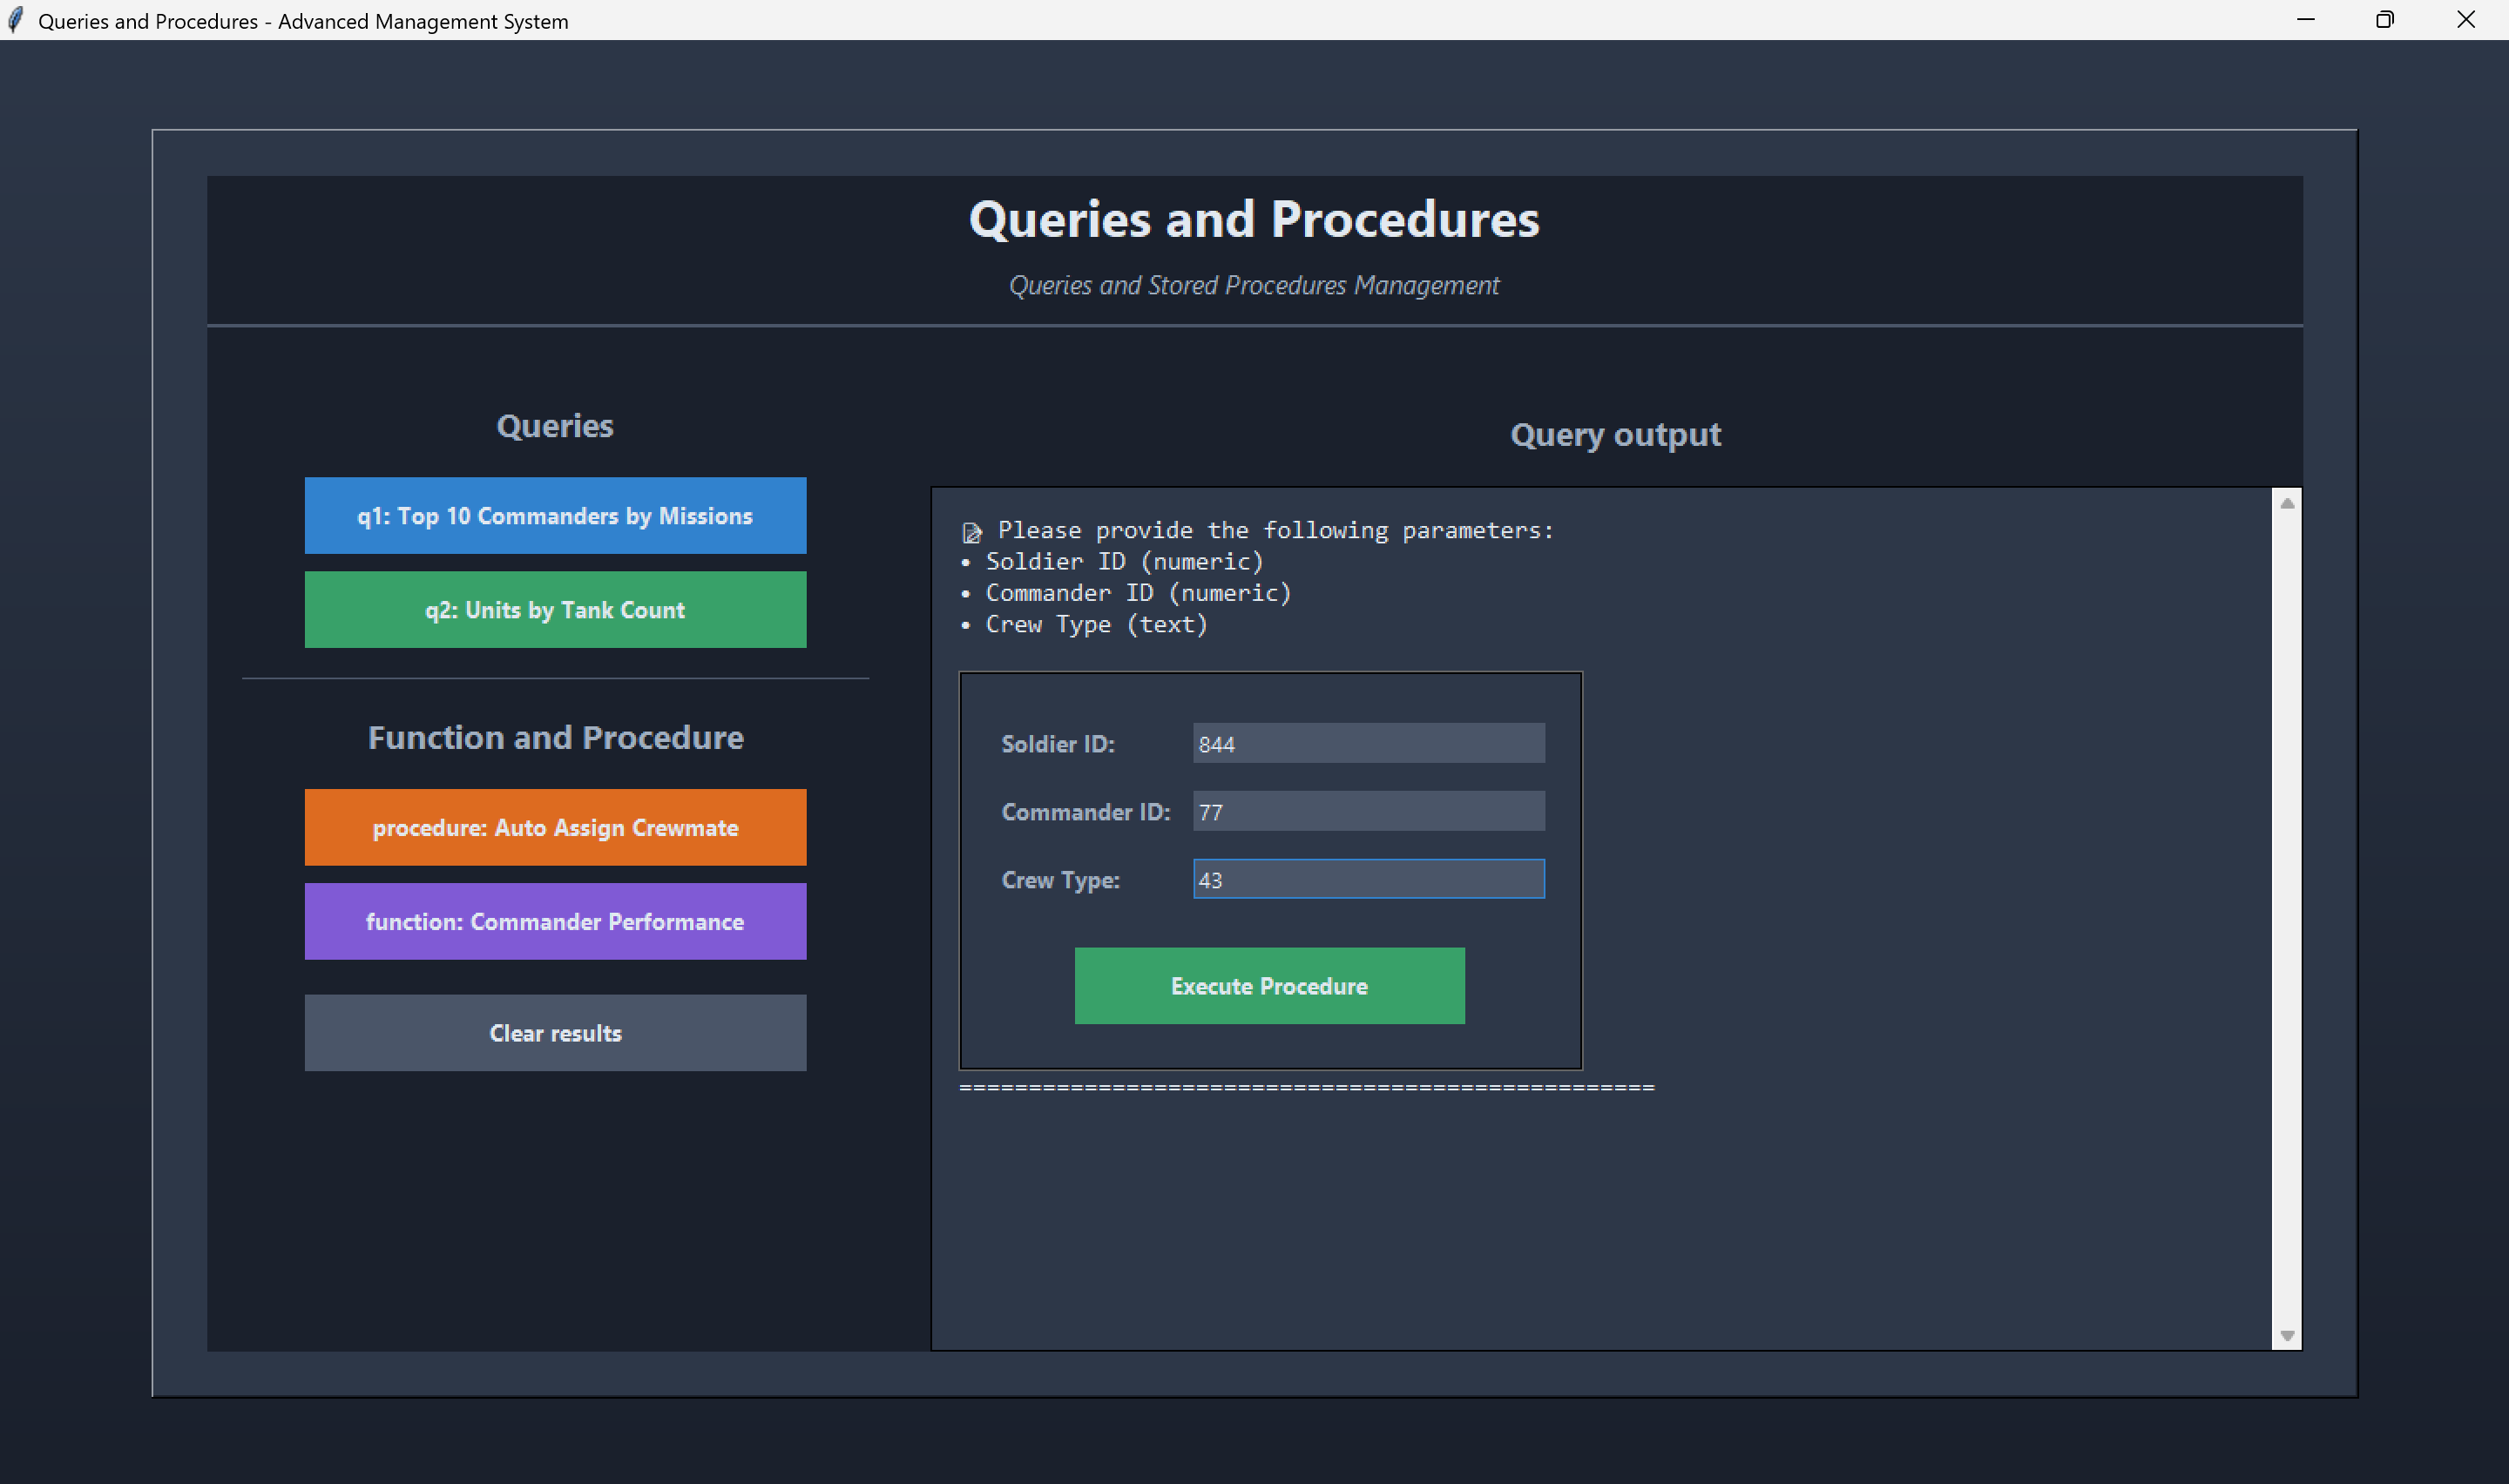 Queries and Procedures - Advanced Management System
Queries and Procedures
Queries and Stored Procedures Management
Queries
q1: Top 10 Commanders by Missions
q2: Units by Tank Count
Function and Procedure
procedure: Auto Assign Crewmate
function: Commander Performance
Clear results
Query output
📝 Please provide the following parameters:
• Soldier ID (numeric)
• Commander ID (numeric)
• Crew Type (text)
Soldier ID: 844
Commander ID: 77
Crew Type: 43
Execute Procedure
==================================================